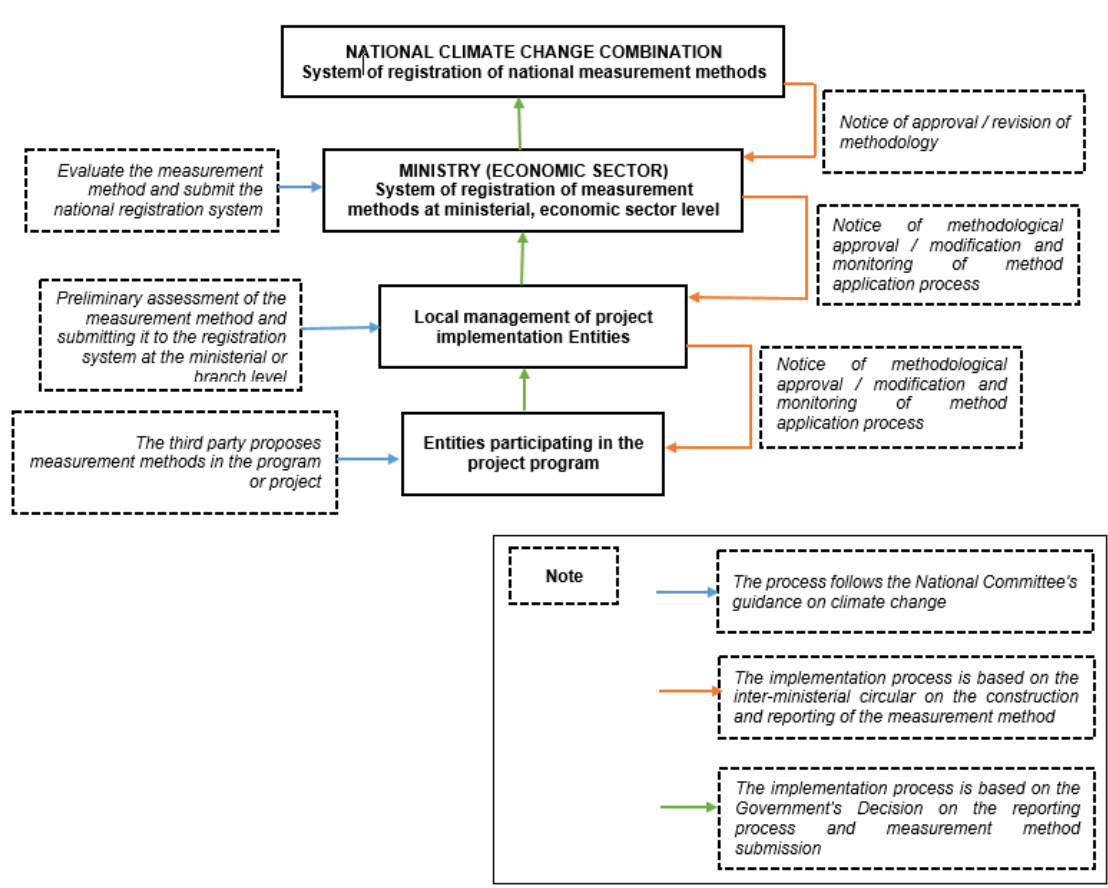 NATIONAL CLIMATE CHANGE COMBINATION
System of registration of national measurement methods
Notice of approval / revision of
methodology
Evaluate the measurement
method and submit the
national registration system
MINISTRY (ECONOMIC SECTOR)
System of registration of measurement
methods at ministerial, economic sector level
Notice of methodological
approval / modification and
monitoring of method
application process
Preliminary assessment of the
measurement method and
submitting it to the registration
system at the ministerial or
branch level
Local management of project
implementation Entities
Notice of methodological
approval / modification and
monitoring of method
application process
The third party proposes
measurement methods in the program
or project
Entities participating in the
project program
Note
The process follows the National Committee's
guidance on climate change
The implementation process is based on the
inter-ministerial circular on the construction
and reporting of the measurement method
The implementation process is based on the
Government's Decision on the reporting
process and measurement method
submission